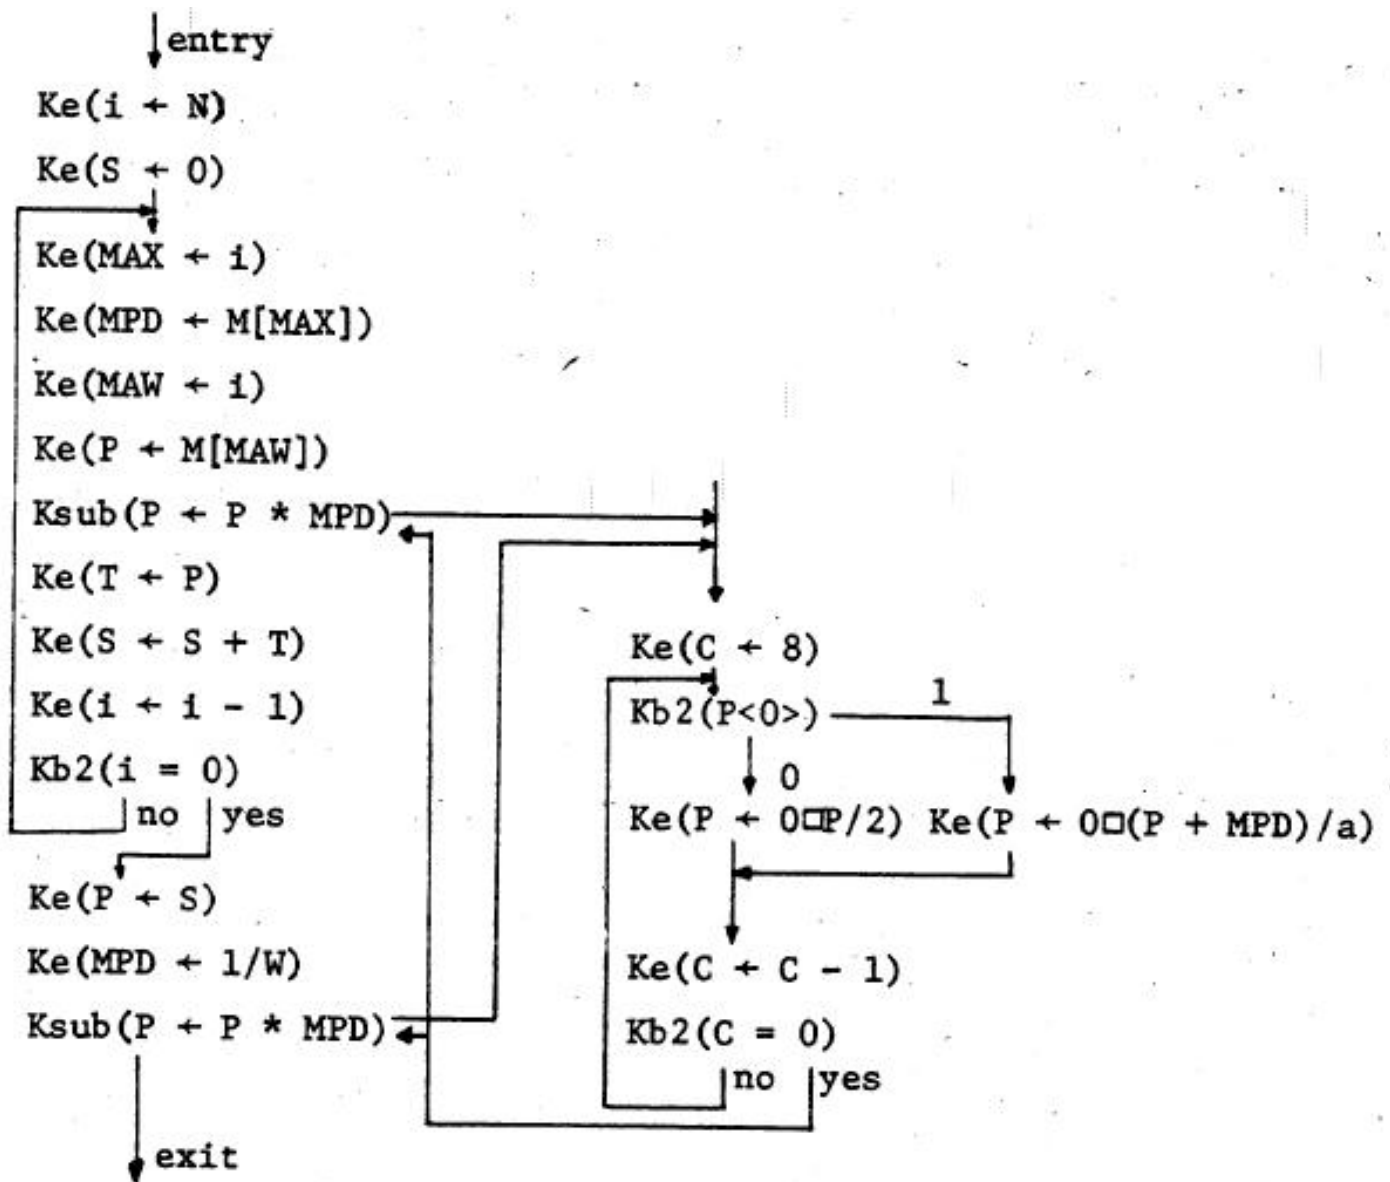 entry
Ke(i ← N)
Ke(S ← 0)
Ke(MAX ← i)
Ke(MPD ← M[MAX])
Ke(MAW ← i)
Ke(P ← M[MAW])
Ksub(P ← P * MPD)
Ke(T ← P)
Ke(S ← S + T)
Ke(i ← i - 1)
Kb2(i = 0)
no yes
Ke(P ← S)
Ke(MPD ← 1/W)
Ksub(P ← P * MPD)
exit
Ke(C ← 8)
Kb2(P<0>) 1
0
Ke(P ← 0□P/2) Ke(P ← 0□(P + MPD)/a)
Ke(C ← C - 1)
Kb2(C = 0)
no yes